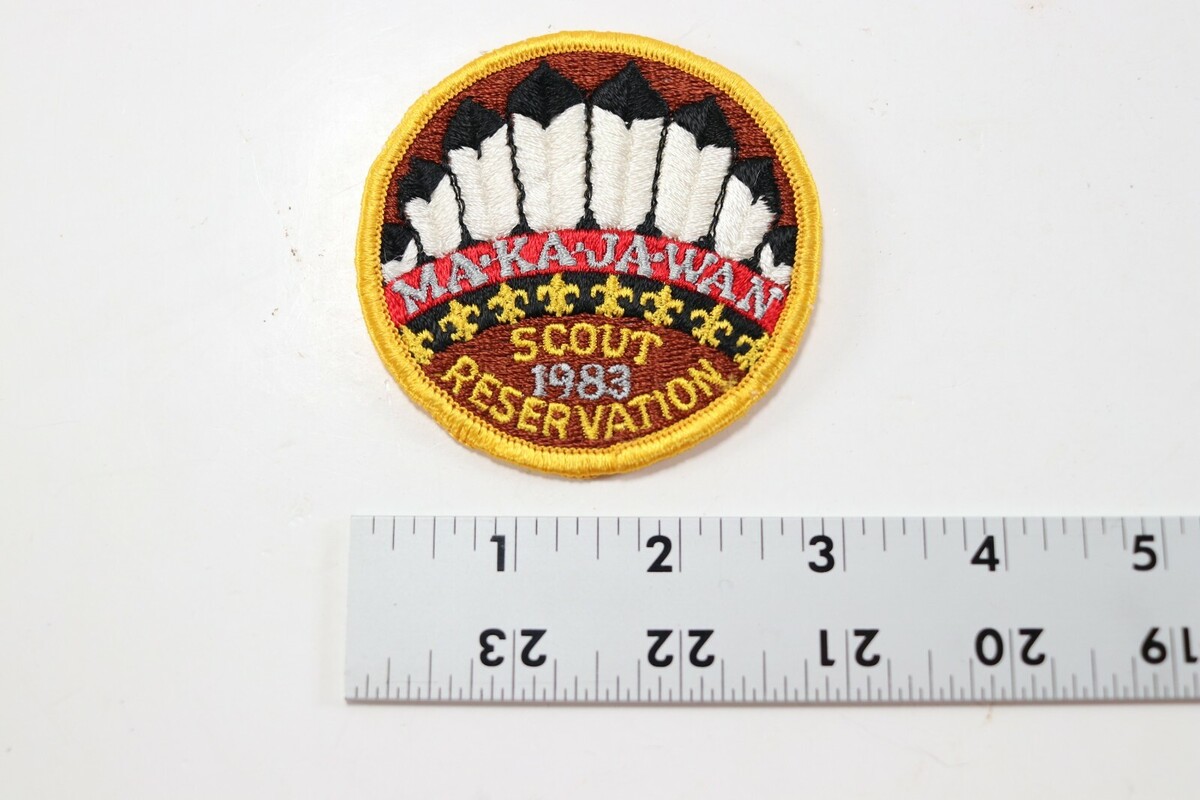 MA·KA·JA·WAN
SCOUT
1983
RESERVATION
1 2 3 4 5
23 22 21 20 19